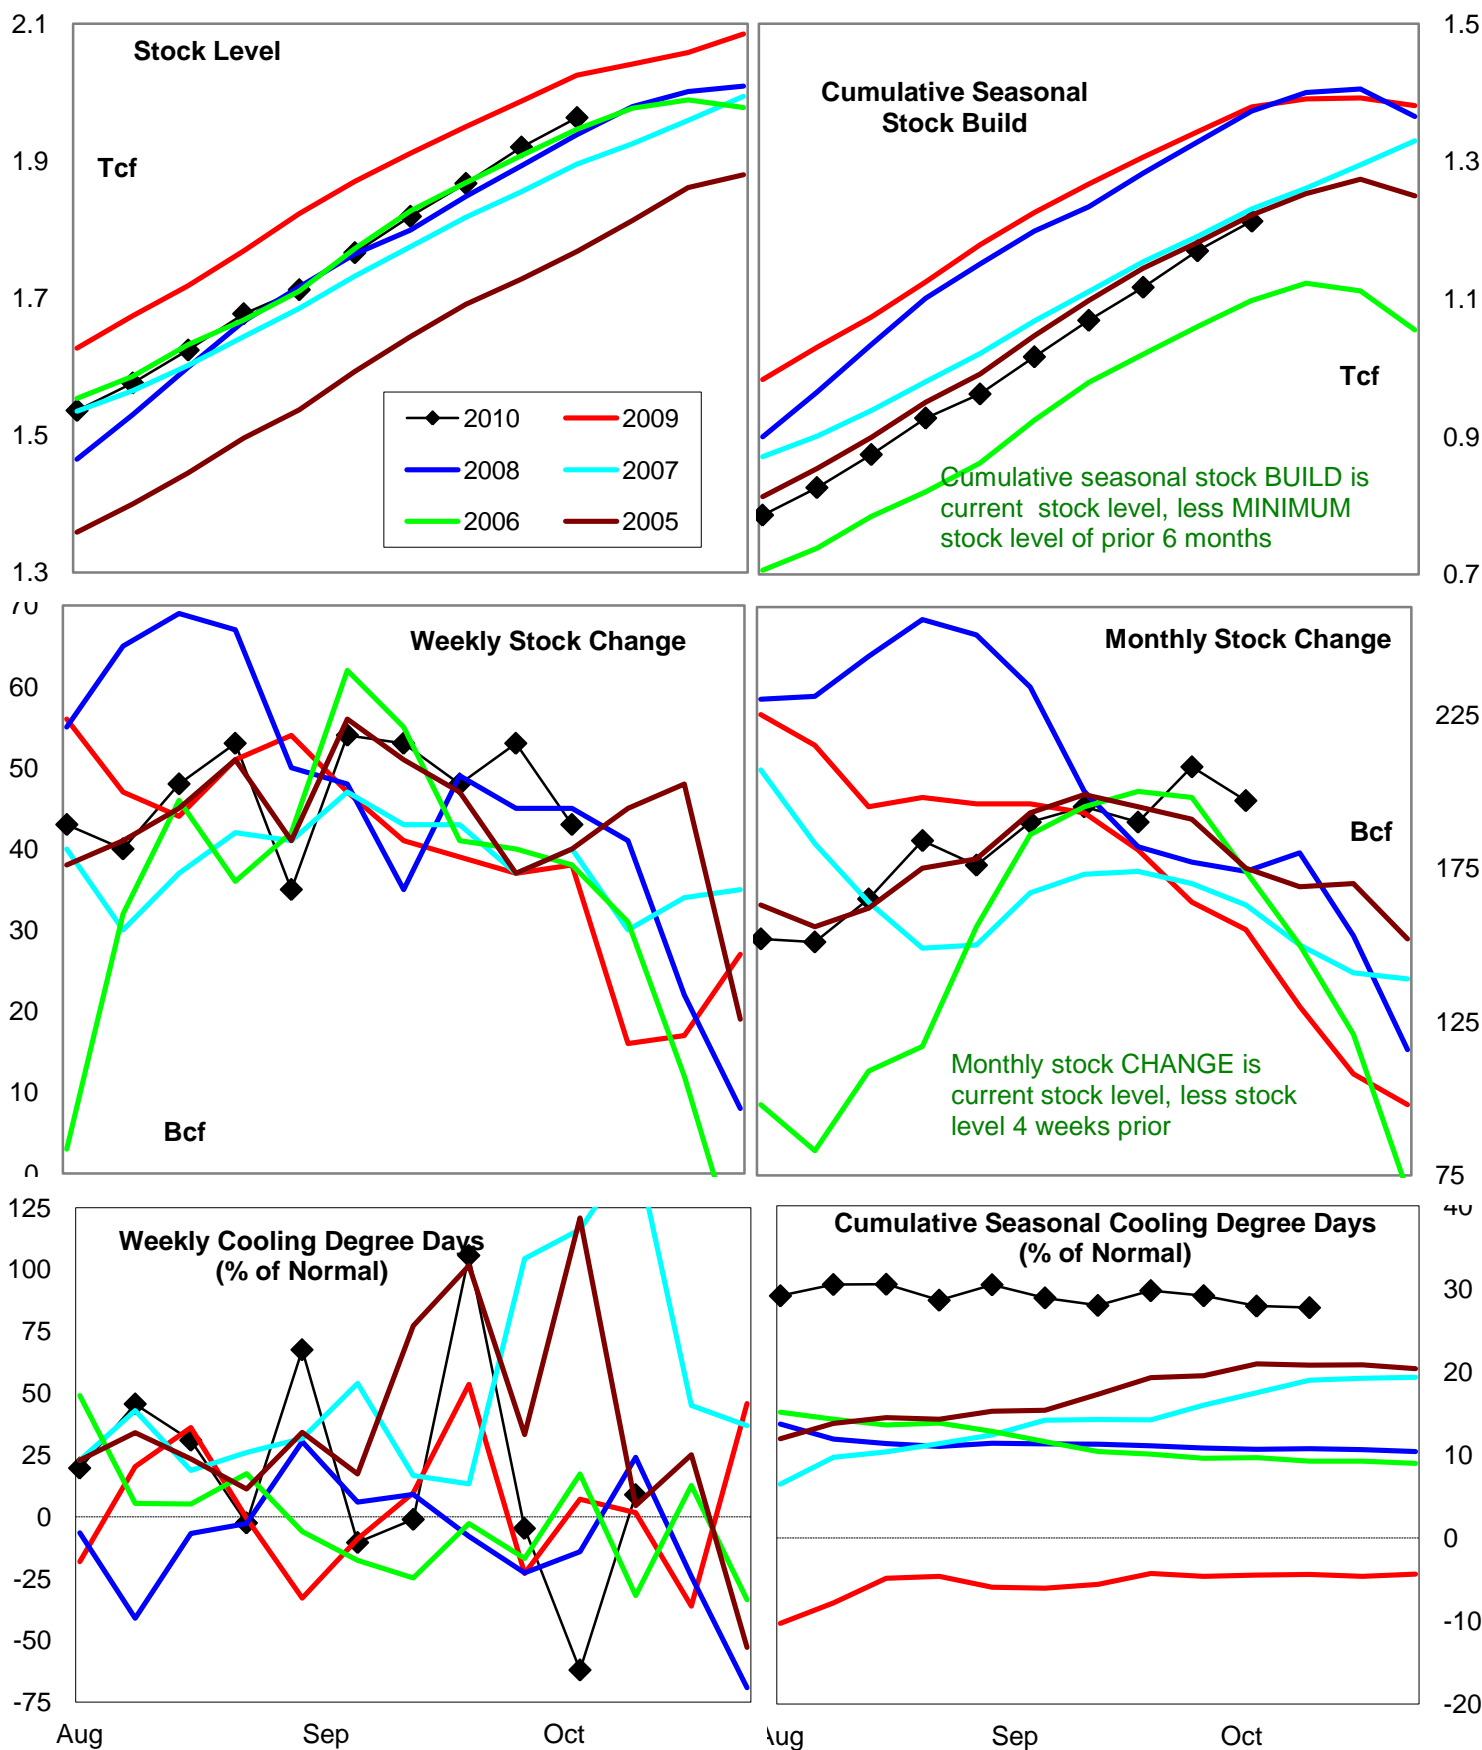 2.1
1.9
1.7
1.5
1.3
Stock Level
Tcf
2010
2009
2008
2007
2006
2005
Cumulative Seasonal
Stock Build
Tcf
Cumulative seasonal stock BUILD is
current stock level, less MINIMUM
stock level of prior 6 months
1.5
1.3
1.1
0.9
0.7
70
60
50
40
30
20
10
0
Weekly Stock Change
Bcf
Monthly Stock Change
Bcf
Monthly stock CHANGE is
current stock level, less stock
level 4 weeks prior
225
175
125
75
125
100
75
50
25
0
-25
-50
-75
Weekly Cooling Degree Days
(% of Normal)
Aug
Sep
Oct
Cumulative Seasonal Cooling Degree Days
(% of Normal)
40
30
20
10
0
-10
-20
Aug
Sep
Oct